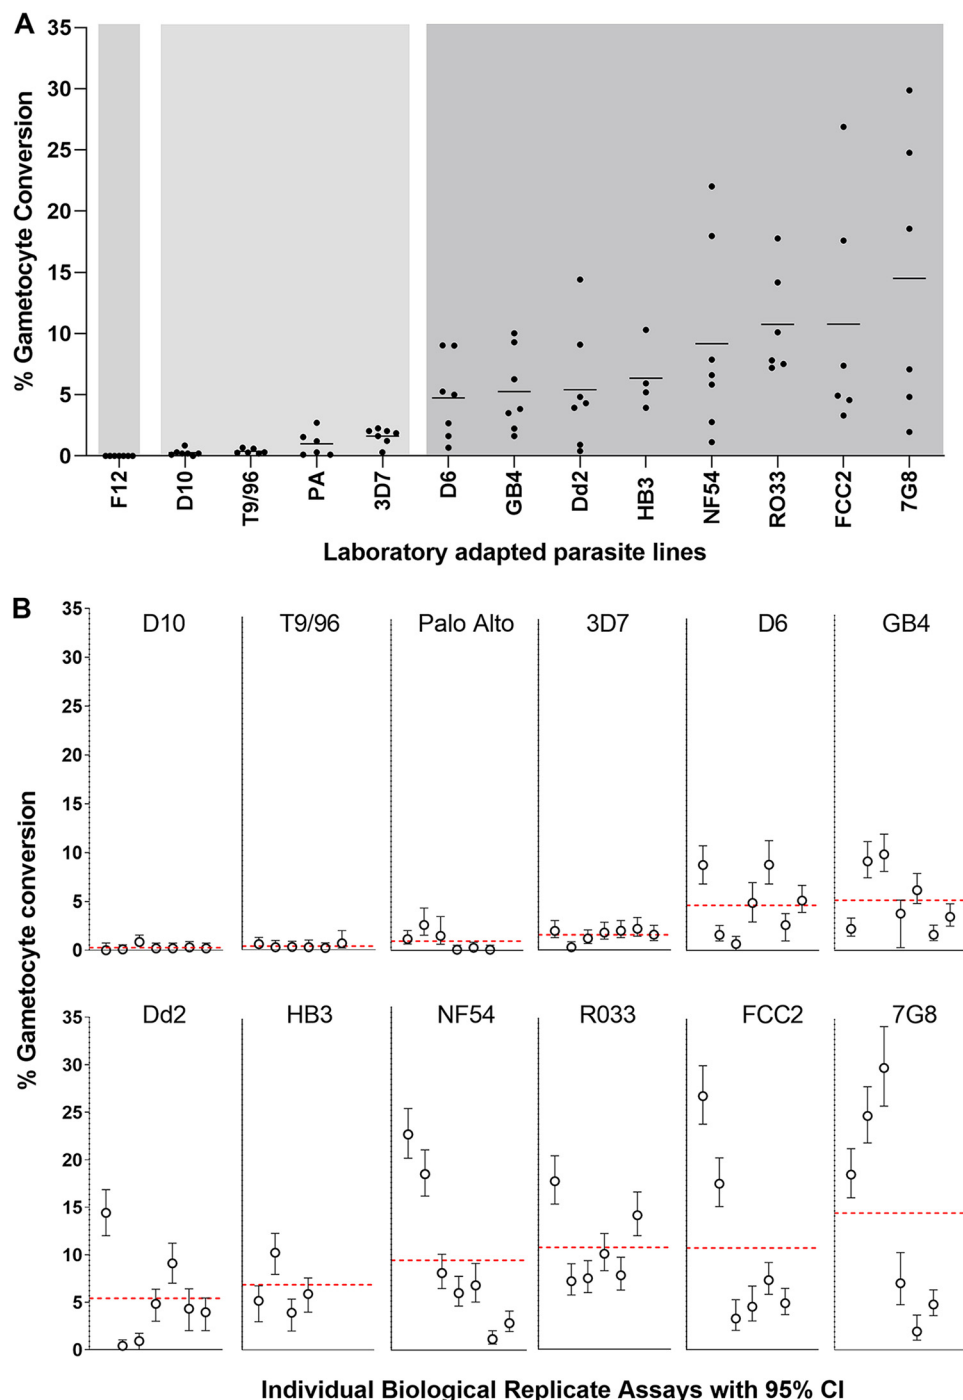 A
% Gametocyte Conversion
35
30
25
20
15
10
5
0
F12
D10
T9/96
PA
3D7
D6
GB4
Dd2
HB3
NF54
RO33
FCC2
7G8
Laboratory adapted parasite lines
B
% Gametocyte conversion
35
30
25
20
15
10
5
0
D10
T9/96
Palo Alto
3D7
D6
GB4
35
30
25
20
15
10
5
0
Dd2
HB3
NF54
R033
FCC2
7G8
Individual Biological Replicate Assays with 95% CI